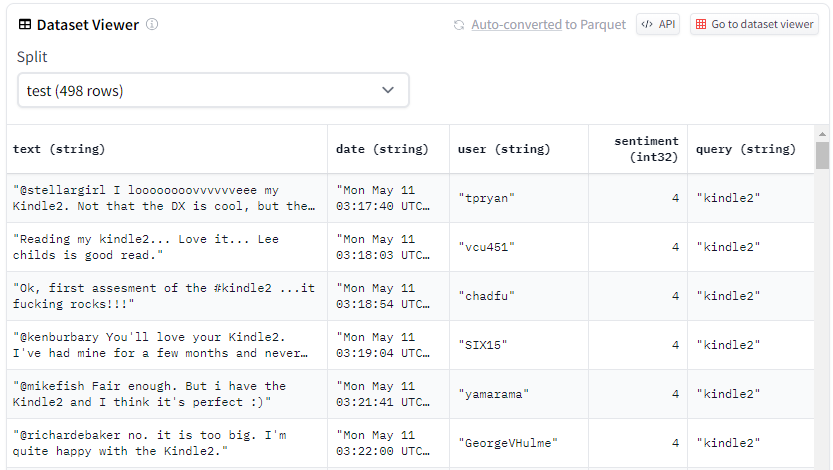 Dataset Viewer
Auto-converted to Parquet
API
Go to dataset viewer
Split
test (498 rows)
text (string)
date (string)
user (string)
sentiment
(int32)
query (string)
"@stellargirl I loooooooovvvvvveee my
Kindle2. Not that the DX is cool, but the…
"Mon May 11
03:17:40 UTC…
"tpryan"
4
"kindle2"
"Reading my kindle2... Love it... Lee
childs is good read."
"Mon May 11
03:18:03 UTC…
"vcu451"
4
"kindle2"
"Ok, first assesment of the #kindle2 ...it
fucking rocks!!!"
"Mon May 11
03:18:54 UTC…
"chadfu"
4
"kindle2"
"@kenburbary You'll love your Kindle2.
I've had mine for a few months and never…
"Mon May 11
03:19:04 UTC…
"SIX15"
4
"kindle2"
"@mikefish Fair enough. But i have the
Kindle2 and I think it's perfect :)"
"Mon May 11
03:21:41 UTC…
"yamarama"
4
"kindle2"
"@richardebaker no. it is too big. I'm
quite happy with the Kindle2."
"Mon May 11
03:22:00 UTC…
"GeorgeVHulme"
4
"kindle2"